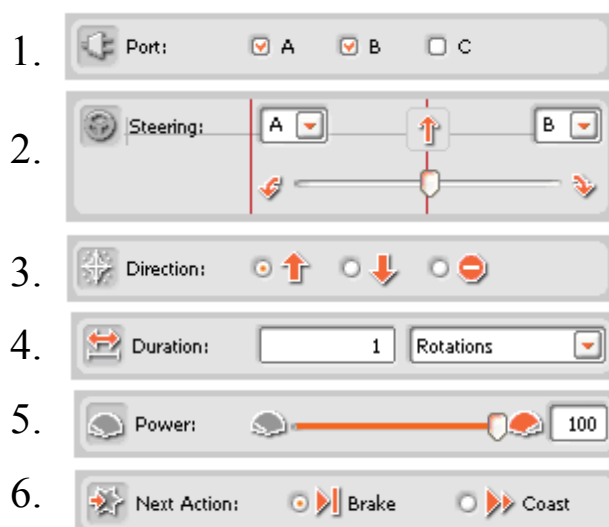 1. Port: A B C
2. Steering: A B
3. Direction:
4. Duration: 1 Rotations
5. Power: 100
6. Next Action: Brake Coast